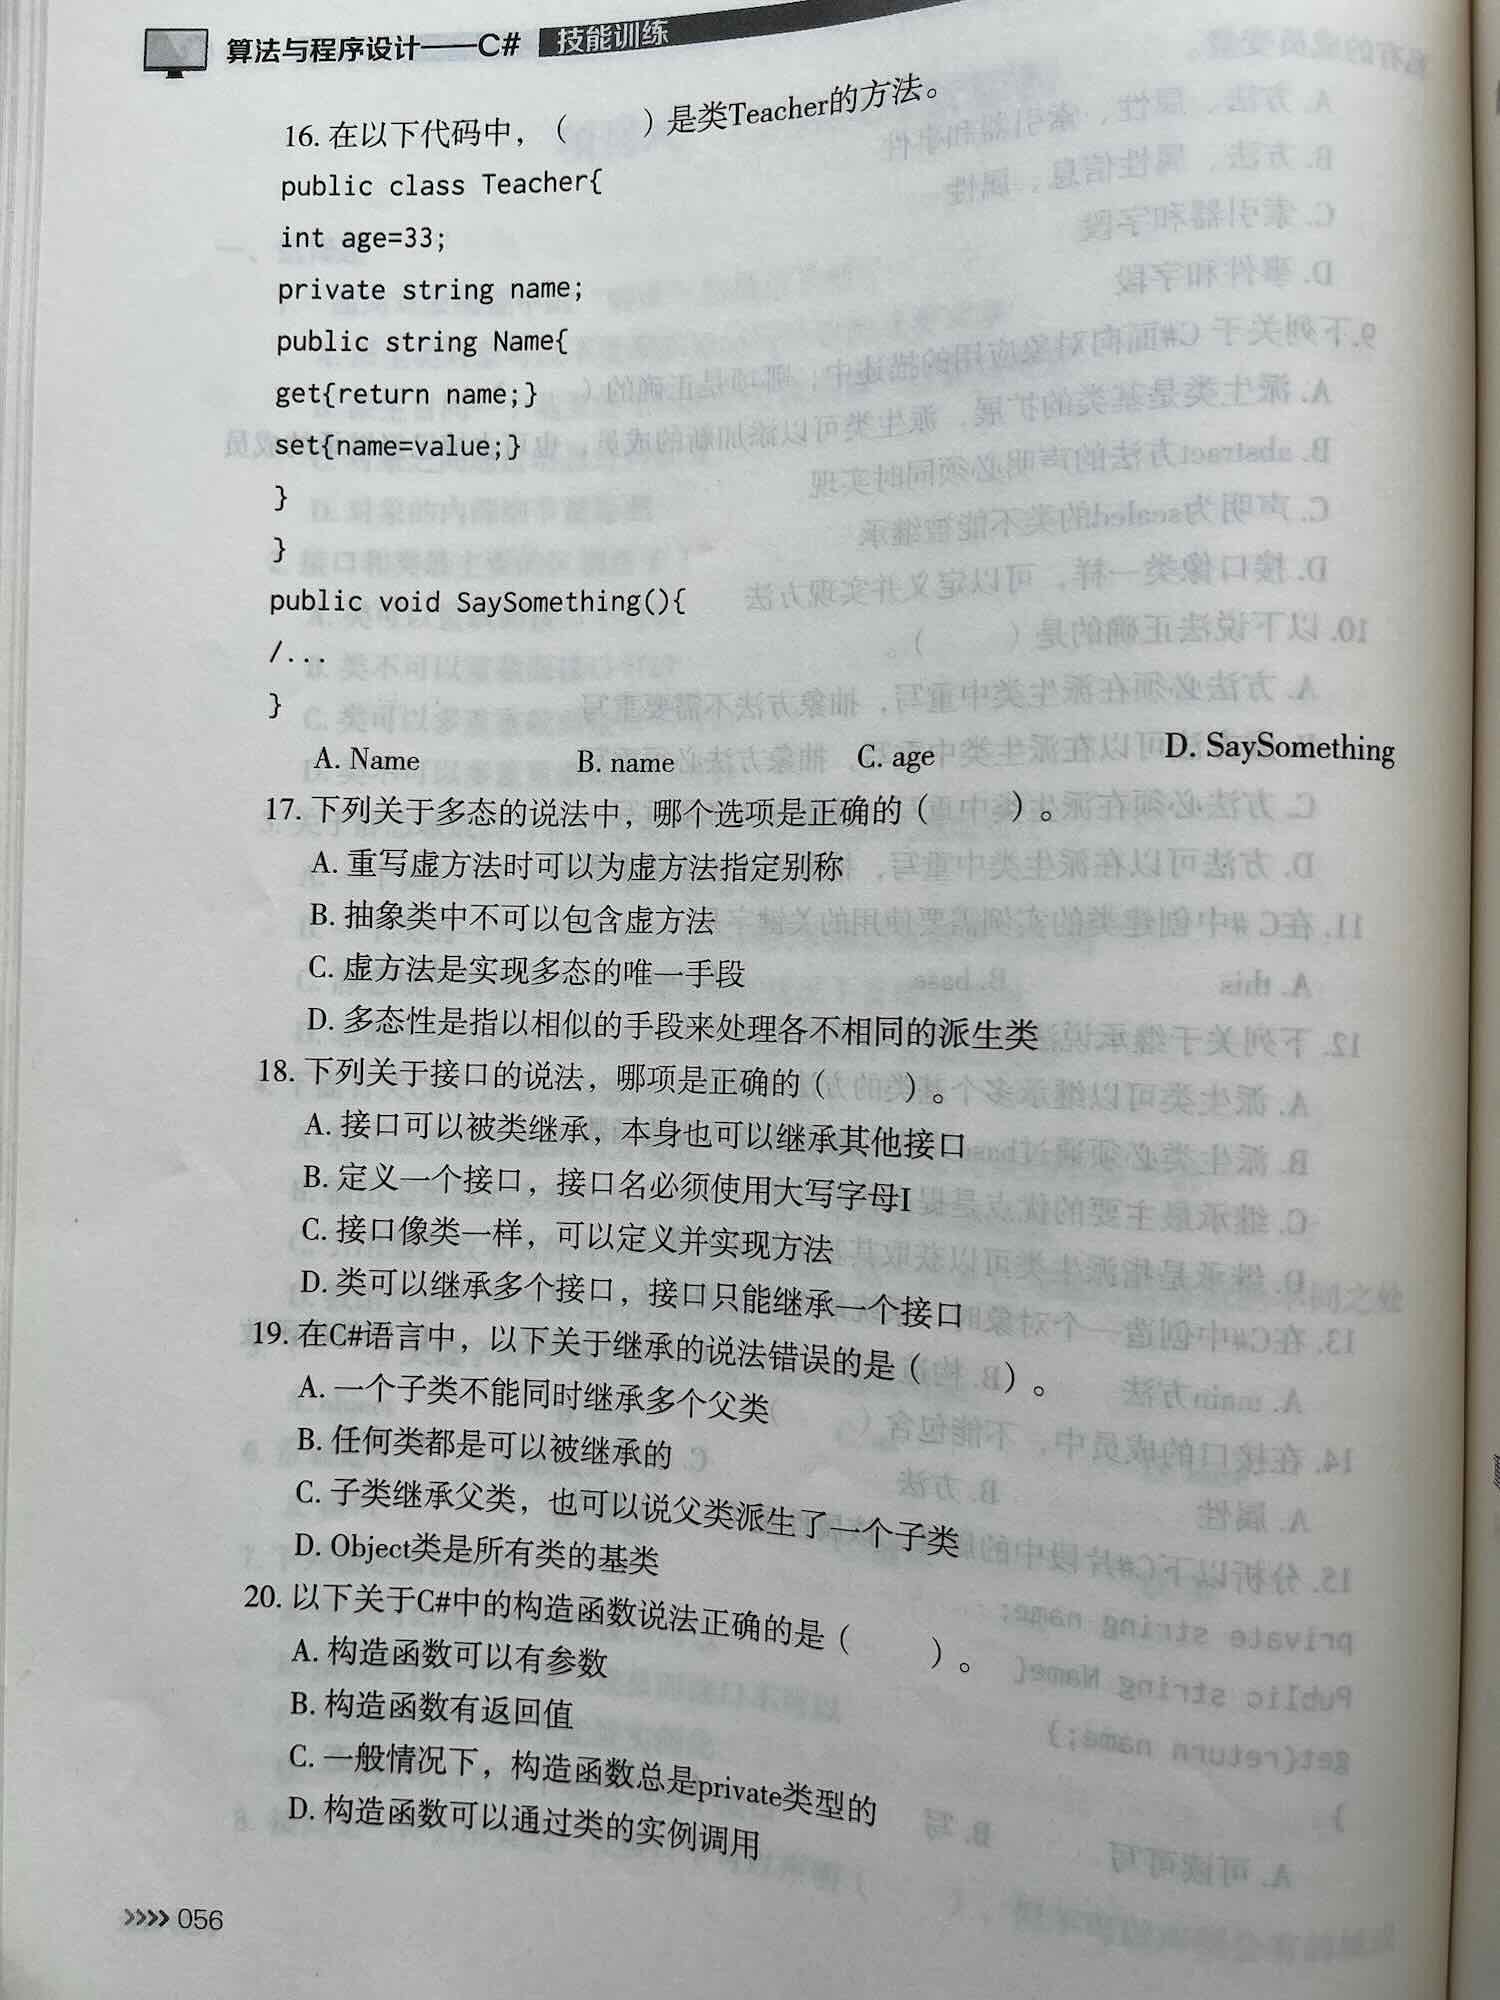 算法与程序设计——C# 技能训练
16. 在以下代码中，（　　）是类Teacher的方法。
public class Teacher{
int age=33;
private string name;
public string Name{
get{return name;}
set{name=value;}
}
}
public void SaySomething(){
/...
}
A. Name B. name C. age D. SaySomething
17. 下列关于多态的说法中，哪个选项是正确的（　　）。
A. 重写虚方法时可以为虚方法指定别称
B. 抽象类中不可以包含虚方法
C. 虚方法是实现多态的唯一手段
D. 多态性是指以相似的手段来处理各不相同的派生类
18. 下列关于接口的说法，哪项是正确的（　　）。
A. 接口可以被类继承，本身也可以继承其他接口
B. 定义一个接口，接口名必须使用大写字母I
C. 接口像类一样，可以定义并实现方法
D. 类可以继承多个接口，接口只能继承一个接口
19. 在C#语言中，以下关于继承的说法错误的是（　　）。
A. 一个子类不能同时继承多个父类
B. 任何类都是可以被继承的
C. 子类继承父类，也可以说父类派生了一个子类
D. Object类是所有类的基类
20. 以下关于C#中的构造函数说法正确的是（　　）。
A. 构造函数可以有参数
B. 构造函数有返回值
C. 一般情况下，构造函数总是private类型的
D. 构造函数可以通过类的实例调用
>>>> 056